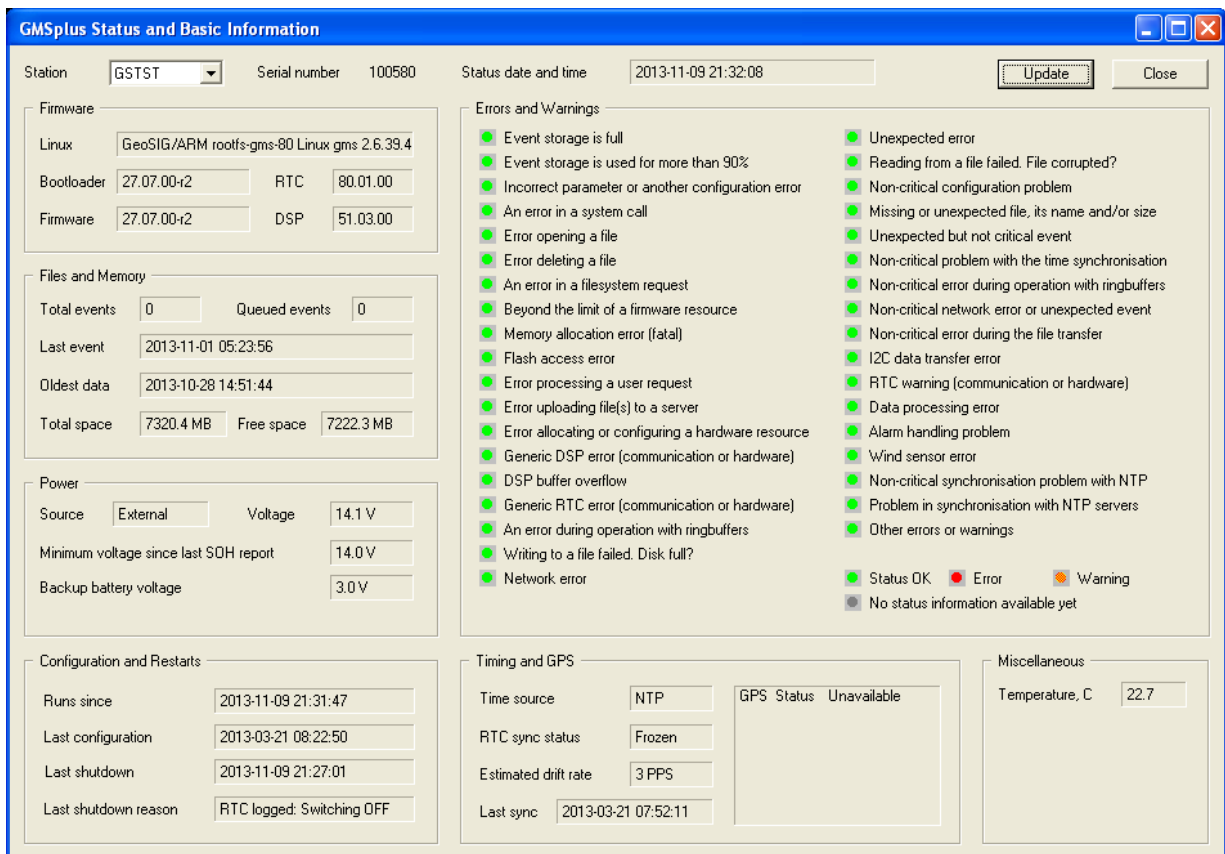 GMSplus Status and Basic Information
Station GSTST Serial number 100580 Status date and time 2013-11-09 21:32:08 Update Close
Firmware
Linux GeoSIG/ARM rootfs-gms-80 Linux gms 2.6.39.4
Bootloader 27.07.00-r2 RTC 80.01.00
Firmware 27.07.00-r2 DSP 51.03.00
Files and Memory
Total events 0 Queued events 0
Last event 2013-11-01 05:23:56
Oldest data 2013-10-28 14:51:44
Total space 7320.4 MB Free space 7222.3 MB
Power
Source External Voltage 14.1 V
Minimum voltage since last SOH report 14.0 V
Backup battery voltage 3.0 V
Errors and Warnings
Event storage is full
Event storage is used for more than 90%
Incorrect parameter or another configuration error
An error in a system call
Error opening a file
Error deleting a file
An error in a filesystem request
Beyond the limit of a firmware resource
Memory allocation error (fatal)
Flash access error
Error processing a user request
Error uploading file(s) to a server
Error allocating or configuring a hardware resource
Generic DSP error (communication or hardware)
DSP buffer overflow
Generic RTC error (communication or hardware)
An error during operation with ringbuffers
Writing to a file failed. Disk full?
Network error
Unexpected error
Reading from a file failed. File corrupted?
Non-critical configuration problem
Missing or unexpected file, its name and/or size
Unexpected but not critical event
Non-critical problem with the time synchronisation
Non-critical error during operation with ringbuffers
Non-critical network error or unexpected event
Non-critical error during the file transfer
I2C data transfer error
RTC warning (communication or hardware)
Data processing error
Alarm handling problem
Wind sensor error
Non-critical synchronisation problem with NTP
Problem in synchronisation with NTP servers
Other errors or warnings
Status OK Error Warning
No status information available yet
Configuration and Restarts
Runs since 2013-11-09 21:31:47
Last configuration 2013-03-21 08:22:50
Last shutdown 2013-11-09 21:27:01
Last shutdown reason RTC logged: Switching OFF
Timing and GPS
Time source NTP
RTC sync status Frozen
Estimated drift rate 3 PPS
Last sync 2013-03-21 07:52:11
GPS Status Unavailable
Miscellaneous
Temperature, C 22.7